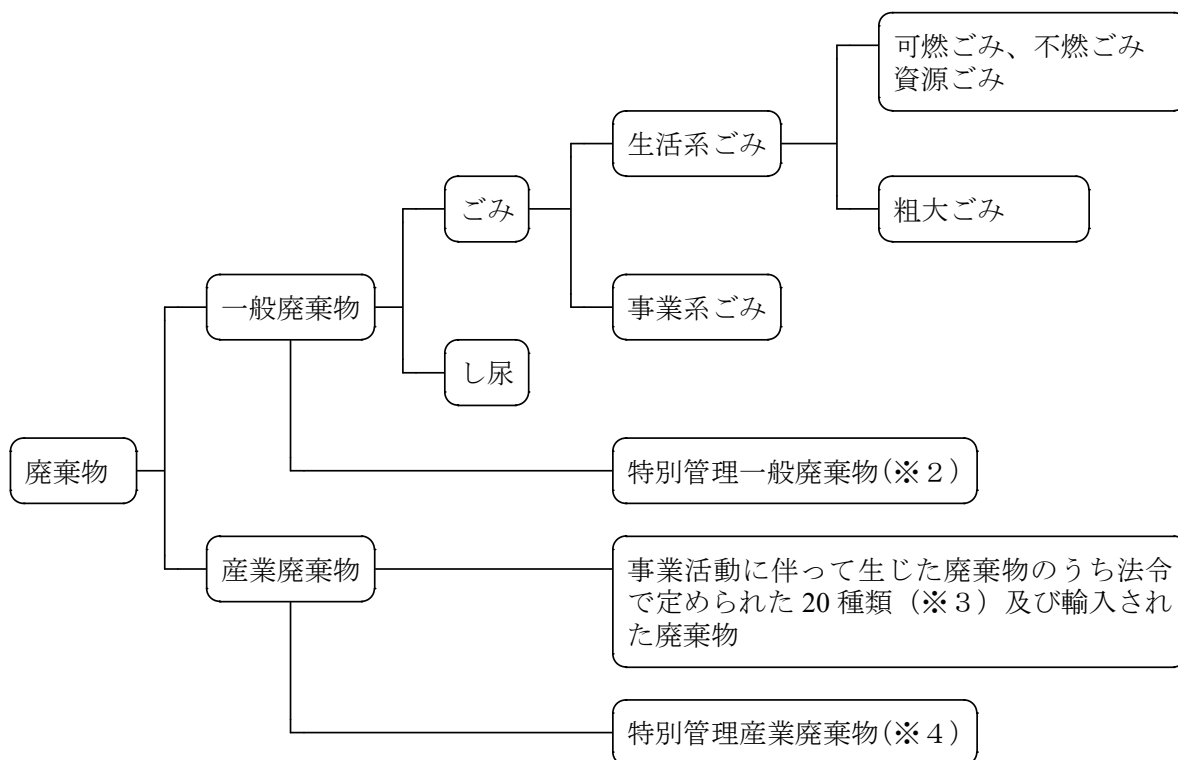 可燃ごみ、不燃ごみ
資源ごみ
生活系ごみ
ごみ
粗大ごみ
一般廃棄物
事業系ごみ
し尿
廃棄物
特別管理一般廃棄物(※2)
産業廃棄物
事業活動に伴って生じた廃棄物のうち法令
で定められた 20 種類（※3）及び輸入され
た廃棄物
特別管理産業廃棄物(※4)